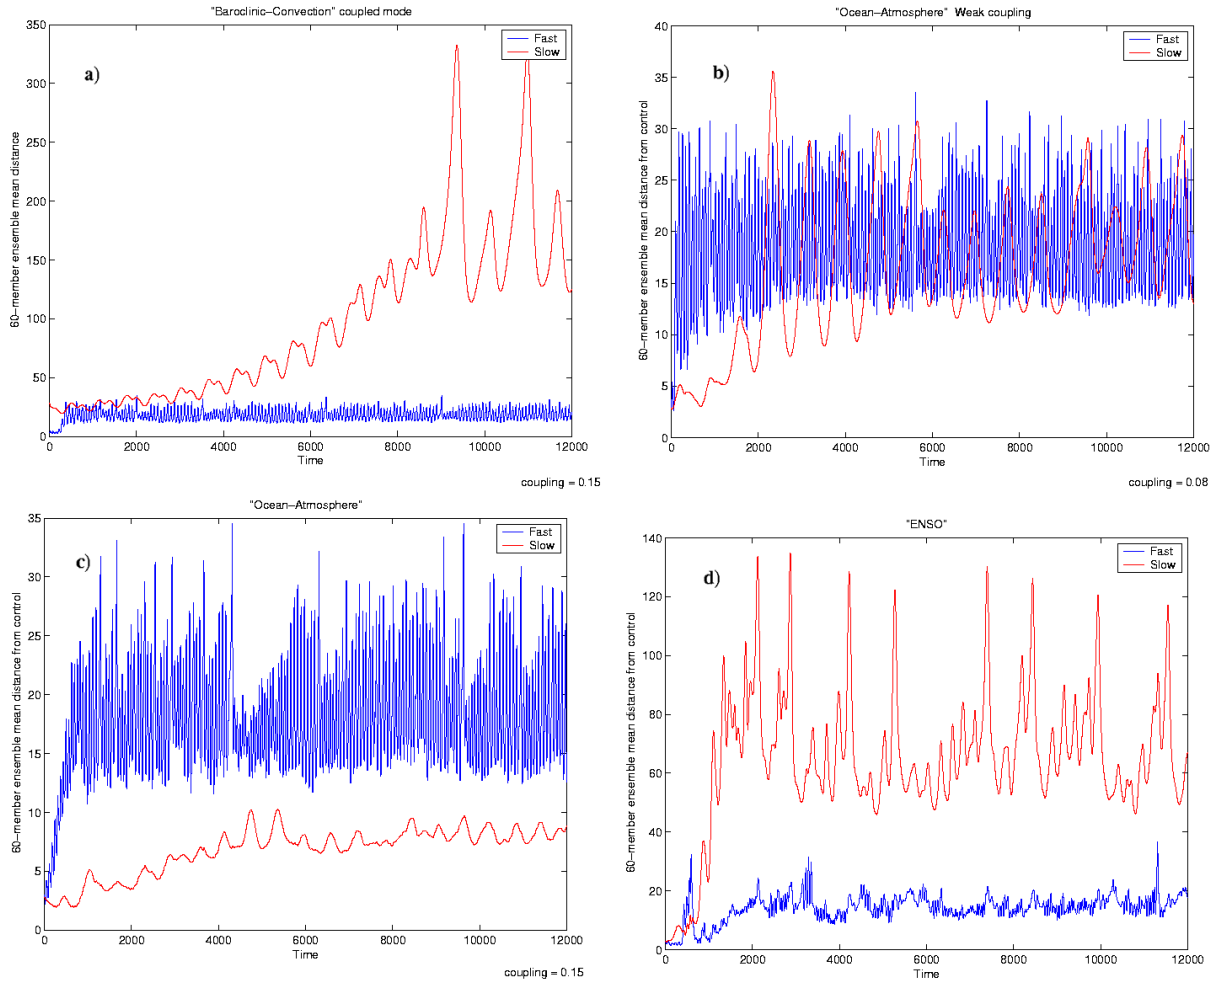 "Baroclinic-Convection" coupled mode
350
300
250
200
150
100
50
0
60-member ensemble mean distance
a)
Fast
Slow
0
2000
4000
6000
8000
10000
12000
Time
coupling = 0.15
"Ocean-Atmosphere" Weak coupling
40
35
30
25
20
15
10
5
0
60-member ensemble mean distance from control
b)
Fast
Slow
0
2000
4000
6000
8000
10000
12000
Time
coupling = 0.08
"Ocean-Atmosphere"
35
30
25
20
15
10
5
0
60-member ensemble mean distance from control
c)
Fast
Slow
0
2000
4000
6000
8000
10000
12000
Time
coupling = 0.15
"ENSO"
140
120
100
80
60
40
20
0
60-member ensemble mean distance from control
d)
Fast
Slow
0
2000
4000
6000
8000
10000
12000
Time